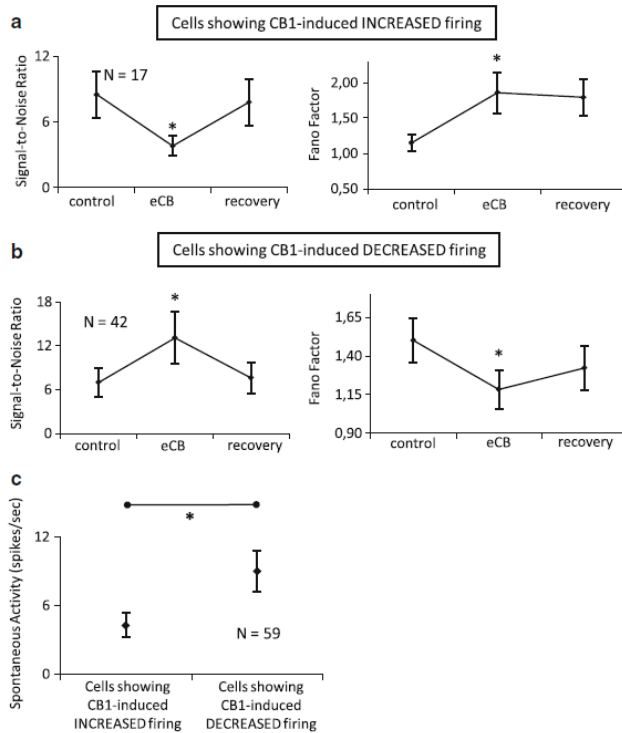 a
Cells showing CB1-induced INCREASED firing
Signal-to-Noise Ratio
12
6
0
N = 17
*
control eCB recovery
Fano Factor
2,00
1,50
1,00
0,50
*
control eCB recovery
b
Cells showing CB1-induced DECREASED firing
Signal-to-Noise Ratio
18
12
6
0
N = 42
*
control eCB recovery
Fano Factor
1,65
1,40
1,15
0,90
*
control eCB recovery
c
Spontaneous Activity (spikes/sec)
12
6
0
*
N = 59
Cells showing
CB1-induced
INCREASED firing
Cells showing
CB1-induced
DECREASED firing